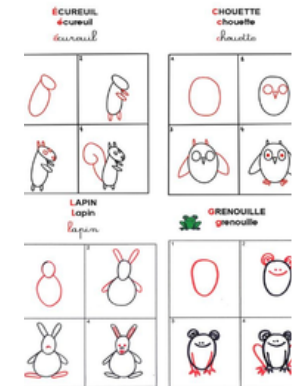 ÉCUREUIL
écureuil
écureuil
CHOUETTE
chouette
chouette
LAPIN
Lapin
lapin
GRENOUILLE
grenouille